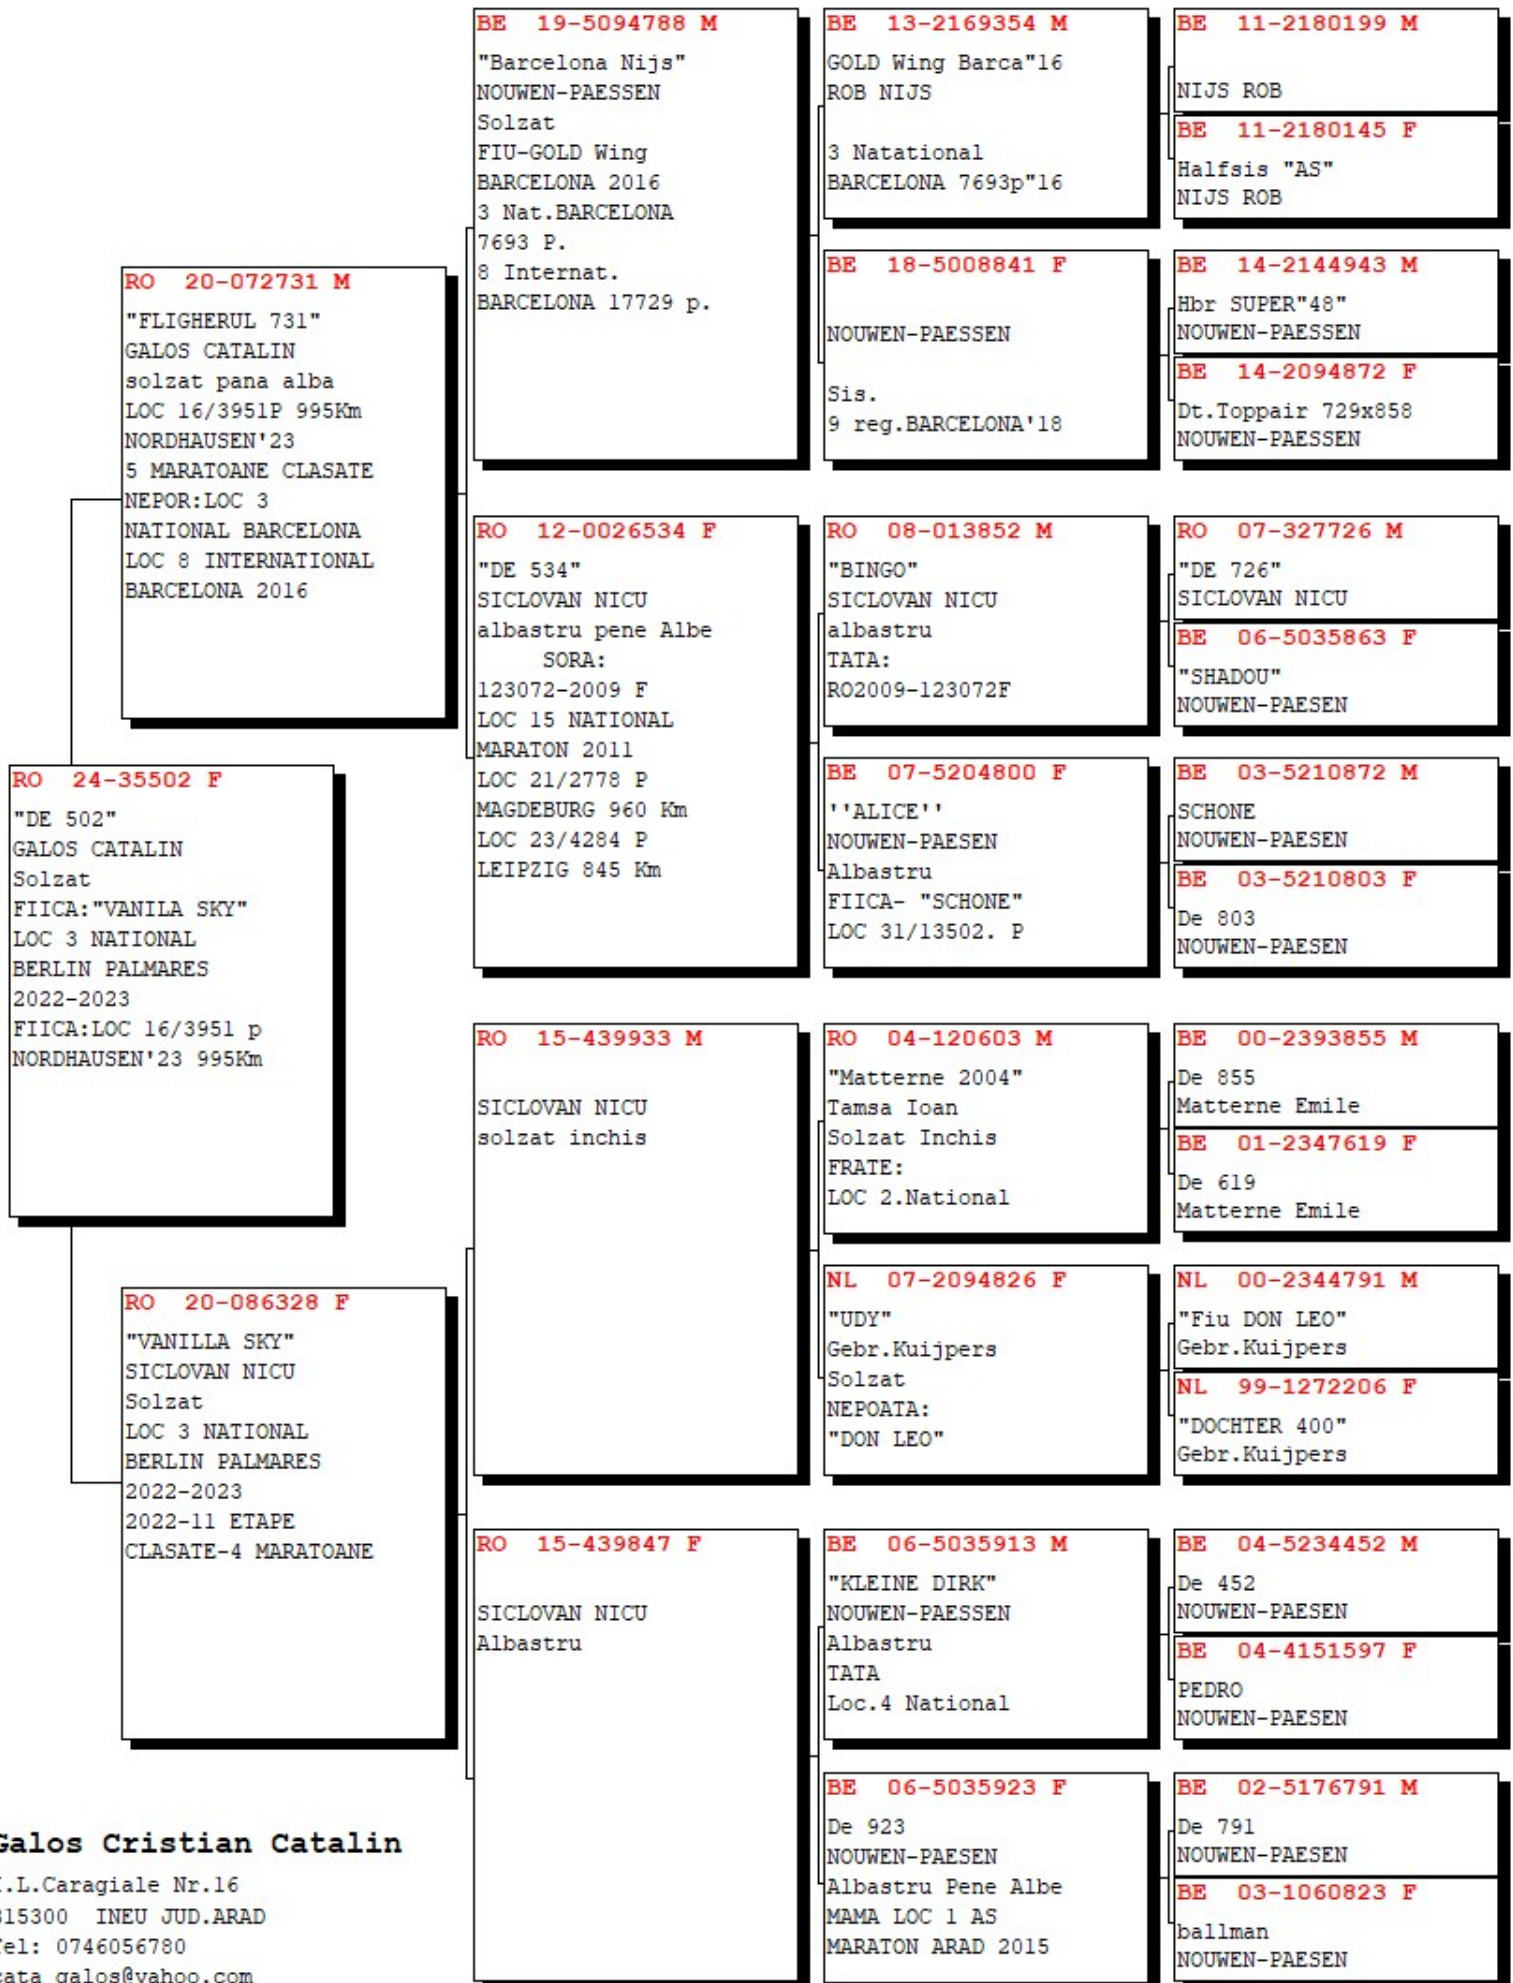 RO 24-35502 F
"DE 502"
GALOS CATALIN
Solzat
FIICA:"VANILA SKY"
LOC 3 NATIONAL
BERLIN PALMARES
2022-2023
FIICA:LOC 16/3951 p
NORDHAUSEN'23 995Km
RO 20-072731 M
"FLIGHERUL 731"
GALOS CATALIN
solzat pana alba
LOC 16/3951P 995Km
NORDHAUSEN'23
5 MARATOANE CLASATE
NEPOR:LOC 3
NATIONAL BARCELONA
LOC 8 INTERNATIONAL
BARCELONA 2016
RO 20-086328 F
"VANILLA SKY"
SICLOVAN NICU
Solzat
LOC 3 NATIONAL
BERLIN PALMARES
2022-2023
2022-11 ETAPE
CLASATE-4 MARATOANE
BE 19-5094788 M
"Barcelona Nijs"
NOUWEN-PAESSEN
Solzat
FIU-GOLD Wing
BARCELONA 2016
3 Nat.BARCELONA
7693 P.
8 Internat.
BARCELONA 17729 p.
RO 12-0026534 F
"DE 534"
SICLOVAN NICU
albastru pene Albe
SORA:
123072-2009 F
LOC 15 NATIONAL
MARATON 2011
LOC 21/2778 P
MAGDEBURG 960 Km
LOC 23/4284 P
LEIPZIG 845 Km
RO 15-439933 M
SICLOVAN NICU
solzat inchis
RO 15-439847 F
SICLOVAN NICU
Albastru
BE 13-2169354 M
GOLD Wing Barca"16
ROB NIJS
3 Natational
BARCELONA 7693p"16
BE 18-5008841 F
NOUWEN-PAESSEN
Sis.
9 reg.BARCELONA'18
RO 08-013852 M
"BINGO"
SICLOVAN NICU
albastru
TATA:
RO2009-123072F
BE 07-5204800 F
''ALICE''
NOUWEN-PAESEN
Albastru
FIICA- "SCHONE"
LOC 31/13502. P
RO 04-120603 M
"Matterne 2004"
Tamsa Ioan
Solzat Inchis
FRATE:
LOC 2.National
NL 07-2094826 F
"UDY"
Gebr.Kuijpers
Solzat
NEPOATA:
"DON LEO"
BE 06-5035913 M
"KLEINE DIRK"
NOUWEN-PAESSEN
Albastru
TATA
Loc.4 National
BE 06-5035923 F
De 923
NOUWEN-PAESEN
Albastru Pene Albe
MAMA LOC 1 AS
MARATON ARAD 2015
BE 11-2180199 M
NIJS ROB
BE 11-2180145 F
Halfsis "AS"
NIJS ROB
BE 14-2144943 M
Hbr SUPER"48"
NOUWEN-PAESSEN
BE 14-2094872 F
Dt.Toppair 729x858
NOUWEN-PAESSEN
RO 07-327726 M
"DE 726"
SICLOVAN NICU
BE 06-5035863 F
"SHADOU"
NOUWEN-PAESEN
BE 03-5210872 M
SCHONE
NOUWEN-PAESEN
BE 03-5210803 F
De 803
NOUWEN-PAESEN
BE 00-2393855 M
De 855
Matterne Emile
BE 01-2347619 F
De 619
Matterne Emile
NL 00-2344791 M
"Fiu DON LEO"
Gebr.Kuijpers
NL 99-1272206 F
"DOCHTER 400"
Gebr.Kuijpers
BE 04-5234452 M
De 452
NOUWEN-PAESEN
BE 04-4151597 F
PEDRO
NOUWEN-PAESEN
BE 02-5176791 M
De 791
NOUWEN-PAESEN
BE 03-1060823 F
ballman
NOUWEN-PAESEN
Galos Cristian Catalin
I.L.Caragiale Nr.16
315300 INEU JUD.ARAD
Tel: 0746056780
cata_galos@yahoo.com